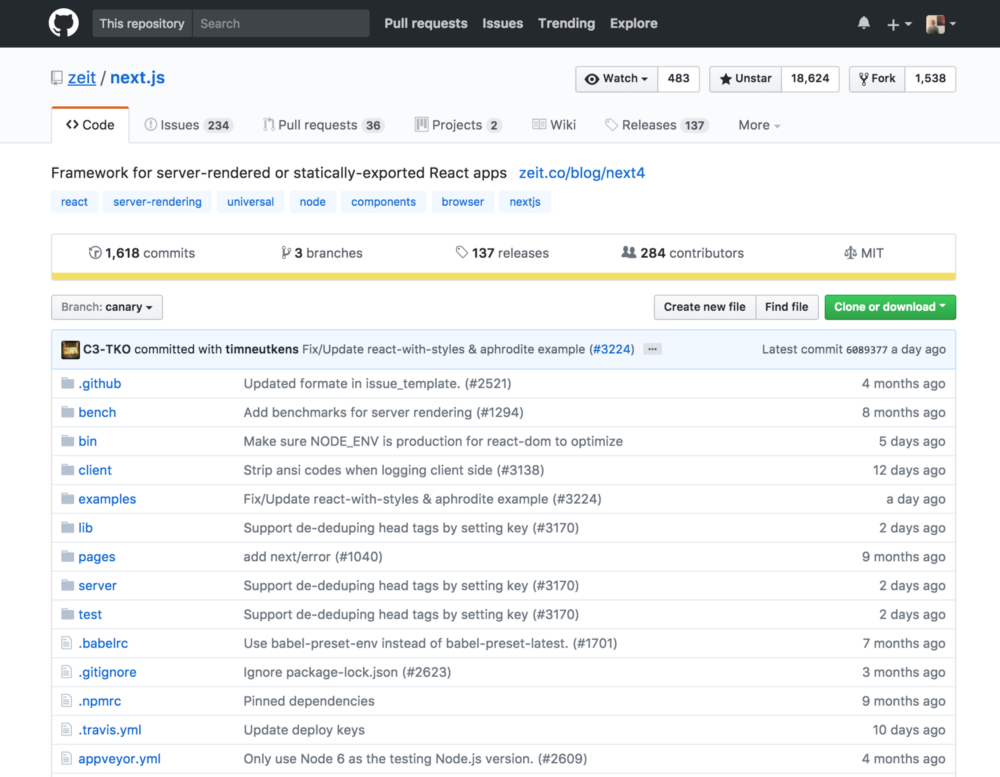 This repository Search Pull requests Issues Trending Explore
zeit / next.js Watch 483 Unstar 18,624 Fork 1,538
Code Issues 234 Pull requests 36 Projects 2 Wiki Releases 137 More
Framework for server-rendered or statically-exported React apps zeit.co/blog/next4
react server-rendering universal node components browser nextjs
1,618 commits 3 branches 137 releases 284 contributors MIT
Branch: canary Create new file Find file Clone or download
C3-TKO committed with timneutkens Fix/Update react-with-styles & aphrodite example (#3224) ... Latest commit 6089377 a day ago
.github Updated formate in issue_template. (#2521) 4 months ago
bench Add benchmarks for server rendering (#1294) 8 months ago
bin Make sure NODE_ENV is production for react-dom to optimize 5 days ago
client Strip ansi codes when logging client side (#3138) 12 days ago
examples Fix/Update react-with-styles & aphrodite example (#3224) a day ago
lib Support de-deduping head tags by setting key (#3170) 2 days ago
pages add next/error (#1040) 9 months ago
server Support de-deduping head tags by setting key (#3170) 2 days ago
test Support de-deduping head tags by setting key (#3170) 2 days ago
.babelrc Use babel-preset-env instead of babel-preset-latest. (#1701) 7 months ago
.gitignore Ignore package-lock.json (#2623) 3 months ago
.npmrc Pinned dependencies 9 months ago
.travis.yml Update deploy keys 10 days ago
appveyor.yml Only use Node 6 as the testing Node.js version. (#2609) 4 months ago